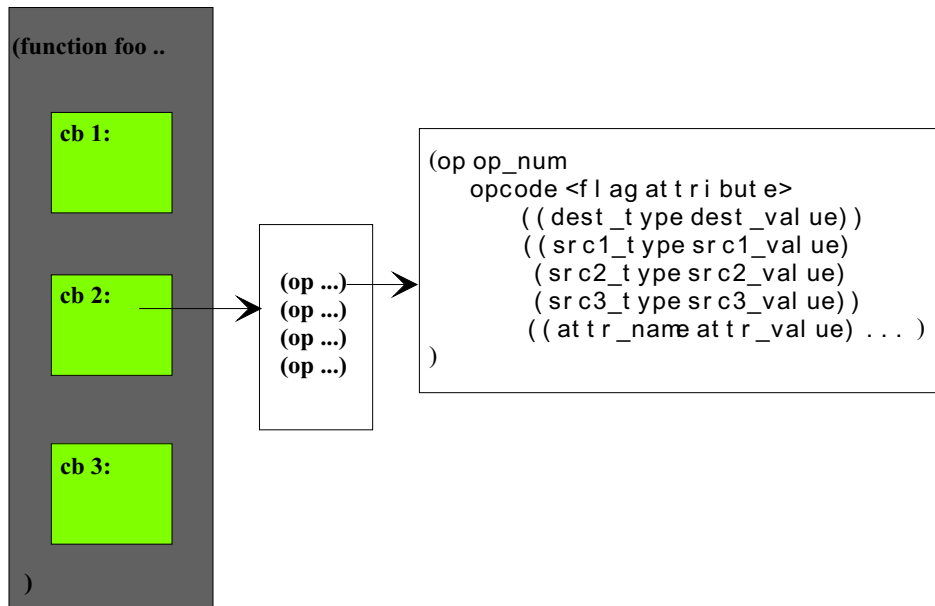 (function foo ..
cb 1:
cb 2:
cb 3:
)
(op ...)
(op ...)
(op ...)
(op ...)
(op op_num
opcode <flag attribute>
((dest_type dest_value))
((src1_type src1_value)
(src2_type src2_value)
(src3_type src3_value))
((attr_name attr_value) ... )
)